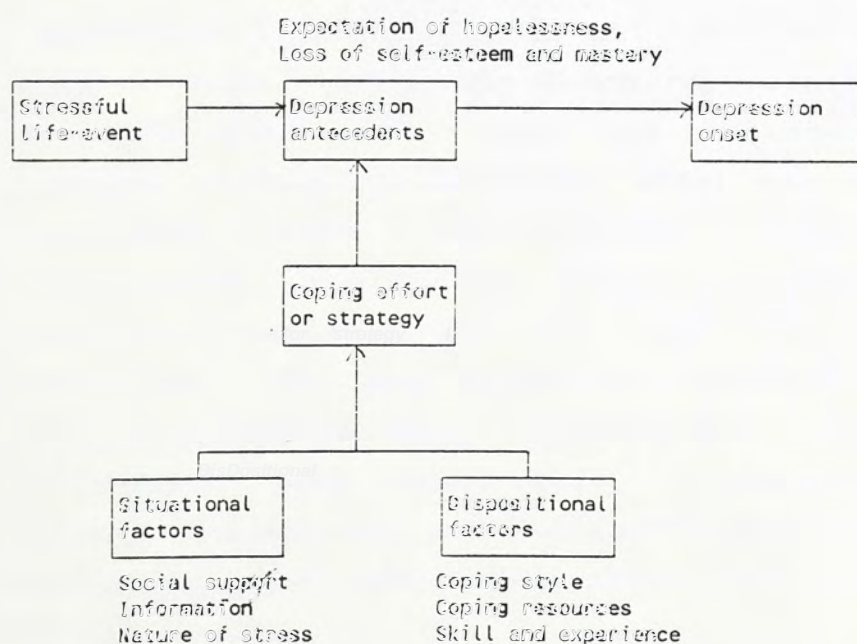 Expectation of hopelessness,
Loss of self-esteem and mastery
Stressful
life-event
Depression
antecedents
Depression
onset
Coping effort
or strategy
Situational
factors
Dispositional
factors
Social support
Information
Nature of stress
Coping style
Coping resources
Skill and experience